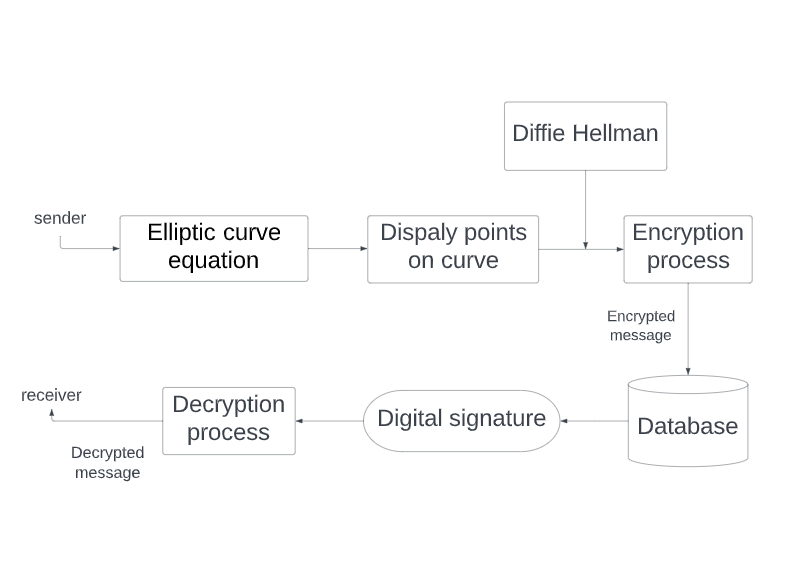 Diffie Hellman
sender
Elliptic curve
equation
Dispaly points
on curve
Encryption
process
Encrypted
message
receiver
Decryption
process
Digital signature
Database
Decrypted
message